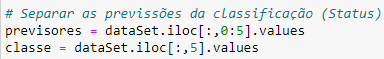 # Separar as previssões da classificação (Status)
previsores = dataSet.iloc[:,0:5].values
classe = dataSet.iloc[:,5].values